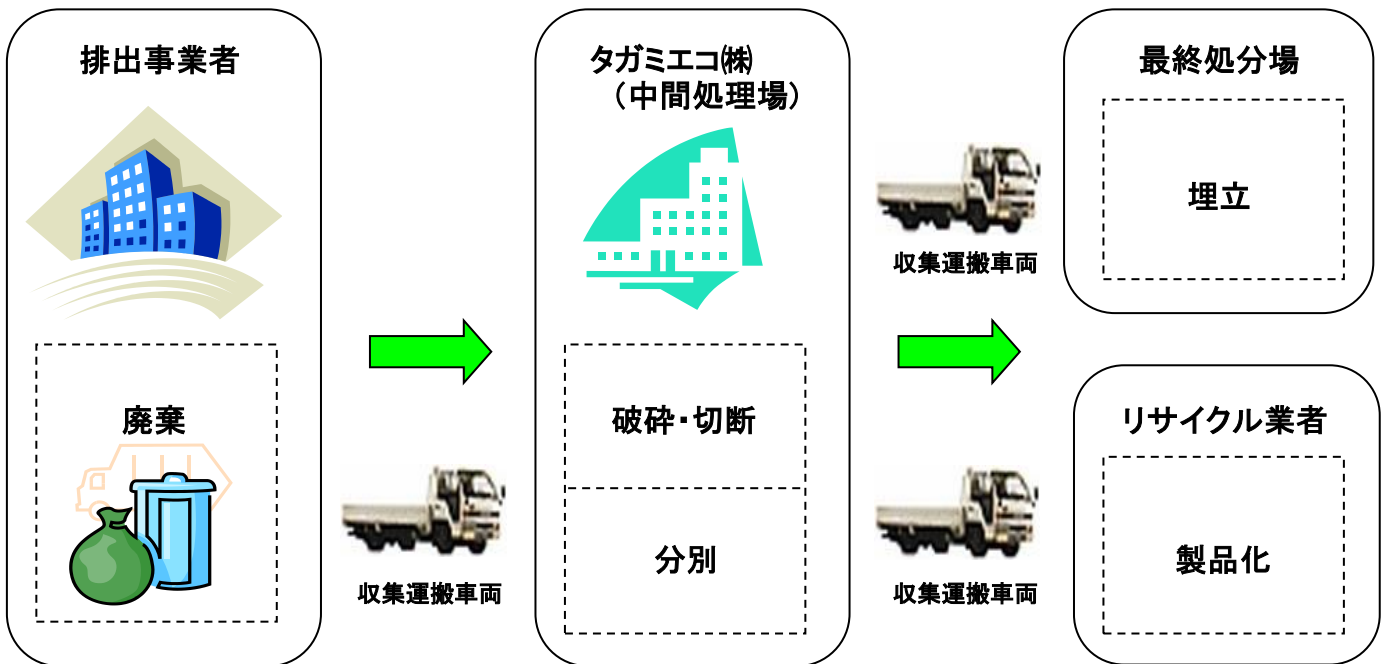 排出事業者
廃棄
収集運搬車両
タガミエコ㈱
（中間処理場）
破砕・切断
分別
収集運搬車両
収集運搬車両
最終処分場
埋立
リサイクル業者
製品化